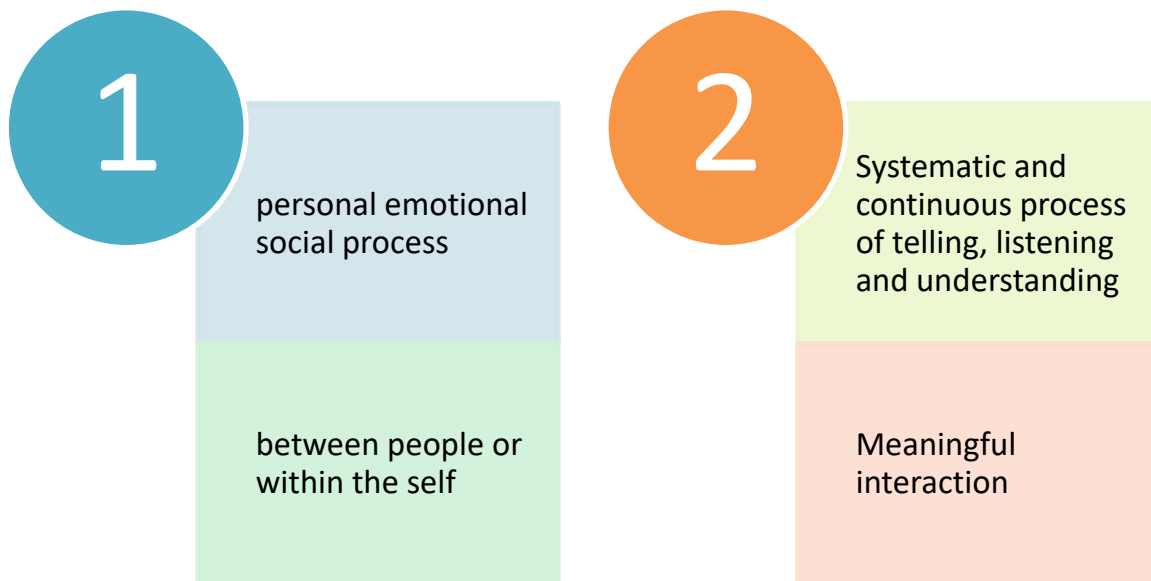 1
personal emotional
social process
between people or
within the self
2
Systematic and
continuous process
of telling, listening
and understanding
Meaningful
interaction